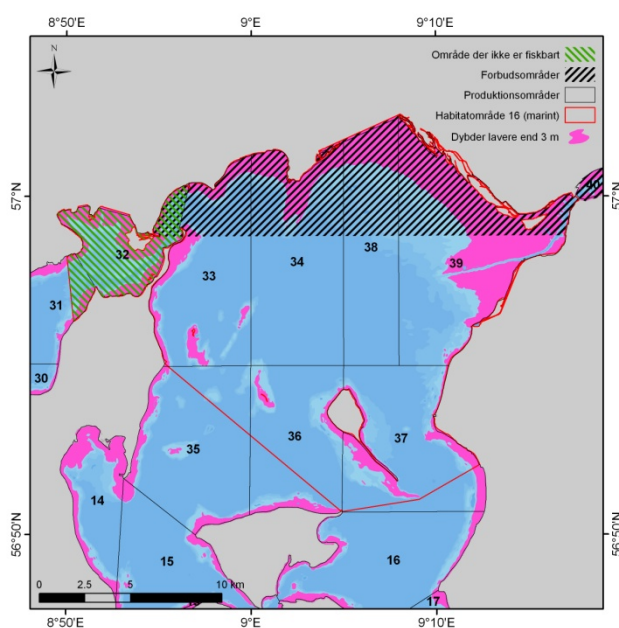 8°50'E
9°E
9°10'E
N
Område der ikke er fiskbart
Forbudsområder
Produktionsområder
Habitatområde 16 (marint)
Dybder lavere end 3 m
57°N
57°N
90
32
38
34
39
33
31
30
36
37
35
14
56°50'N
56°50'N
15
16
0 2.5 5 10 km
17
8°50'E
9°E
9°10'E